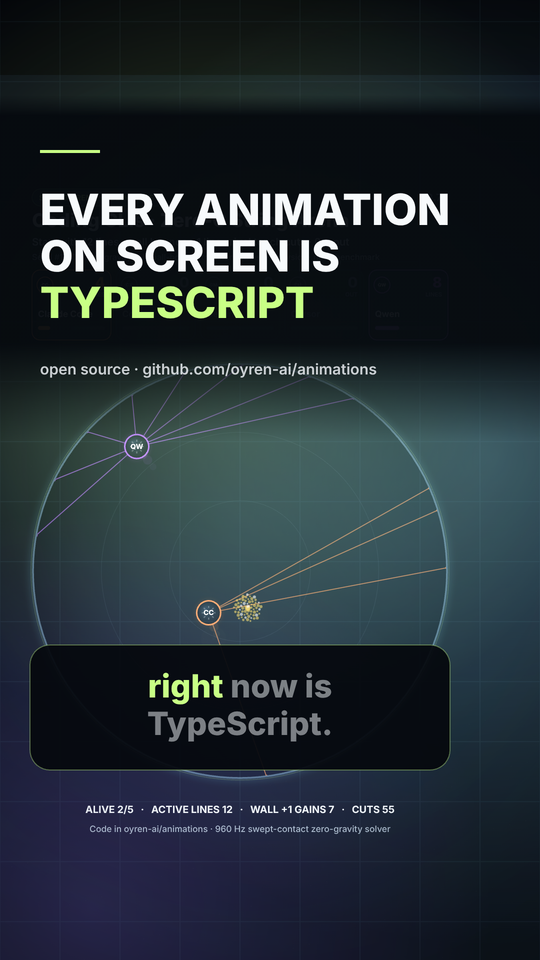 EVERY ANIMATION
ON SCREEN IS
TYPESCRIPT
open source · github.com/oyren-ai/animations
QW
CC
right now is
TypeScript.
ALIVE 2/5 · ACTIVE LINES 12 · WALL +1 GAINS 7 · CUTS 55
Code in oyren-ai/animations · 960 Hz swept-contact zero-gravity solver